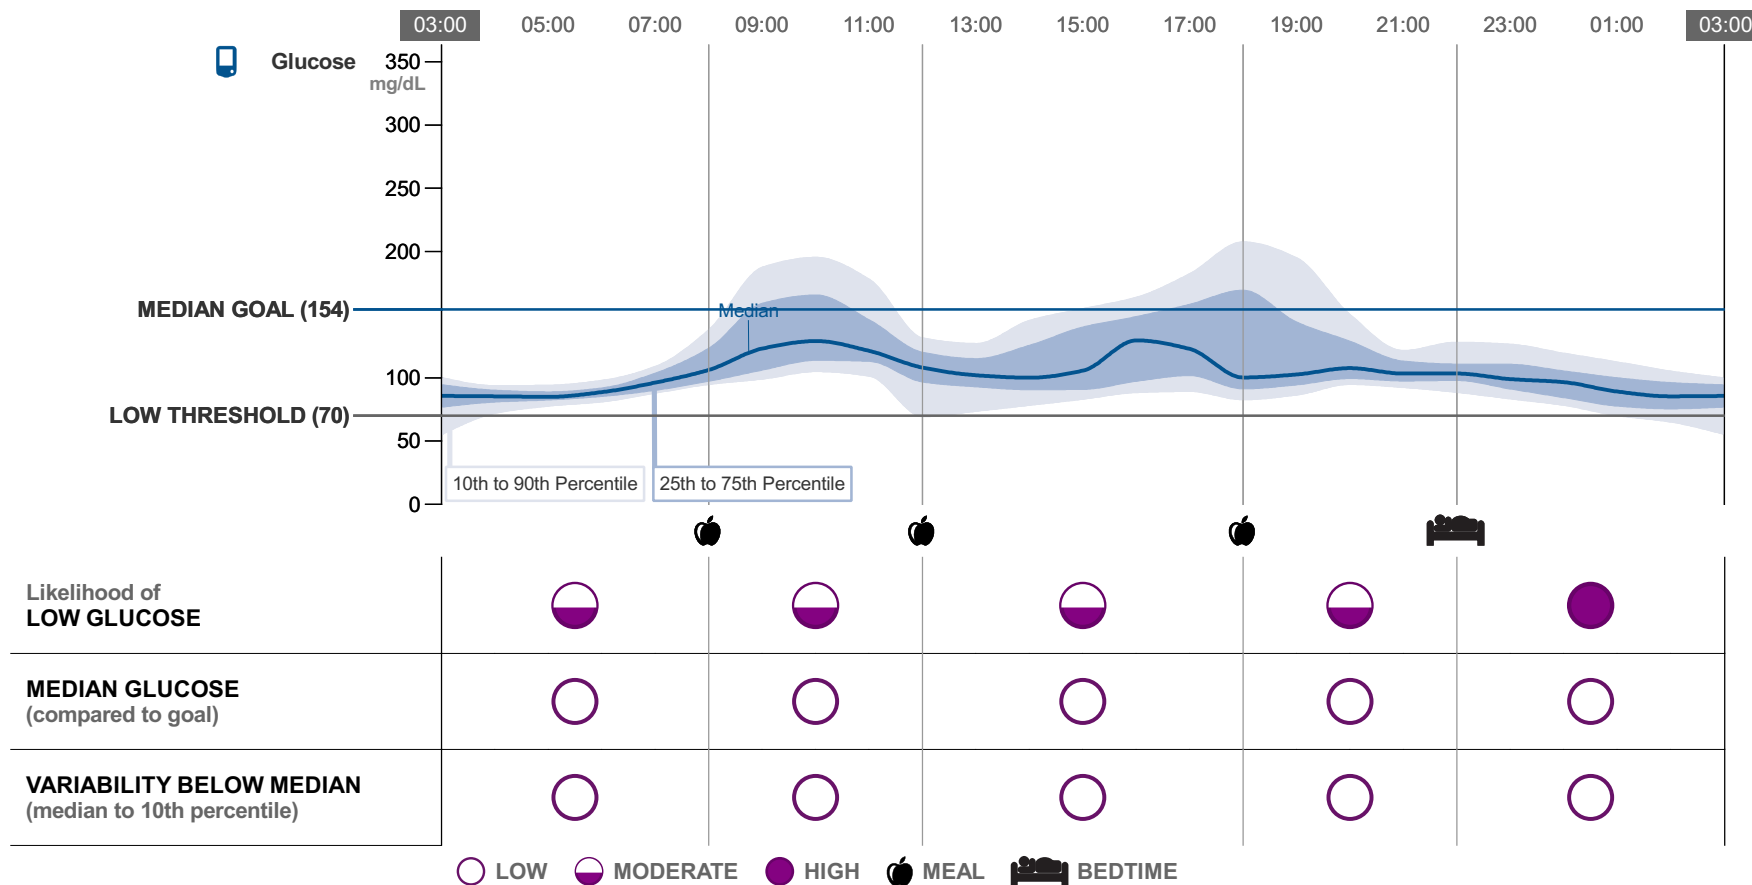 03:00 05:00 07:00 09:00 11:00 13:00 15:00 17:00 19:00 21:00 23:00 01:00 03:00
Glucose 350
mg/dL
300
250
200
MEDIAN GOAL (154)
Median
100
LOW THRESHOLD (70)
50
10th to 90th Percentile 25th to 75th Percentile
0
Likelihood of
LOW GLUCOSE
MEDIAN GLUCOSE
(compared to goal)
VARIABILITY BELOW MEDIAN
(median to 10th percentile)
LOW MODERATE HIGH MEAL BEDTIME